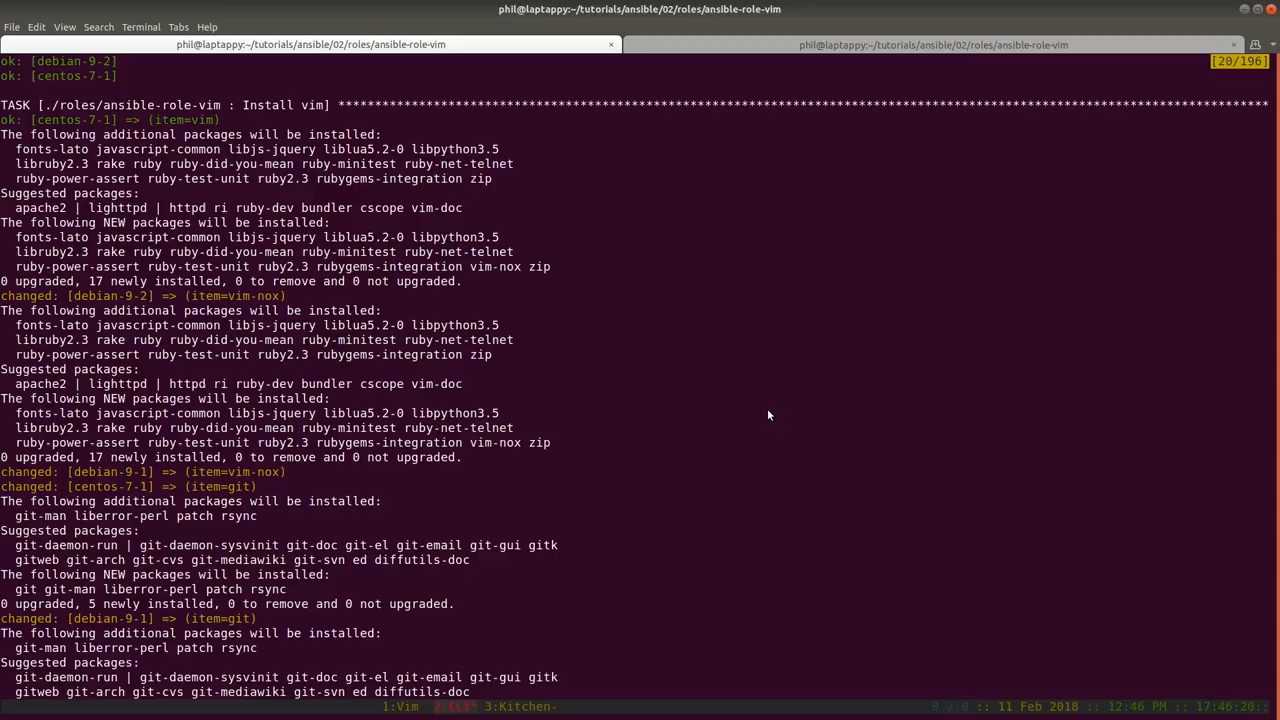 phil@laptappy:~/tutorials/ansible/02/roles/ansible-role-vim
File Edit View Search Terminal Tabs Help
phil@laptappy:~/tutorials/ansible/02/roles/ansible-role-vim × phil@laptappy:~/tutorials/ansible/02/roles/ansible-role-vim ×
ok: [debian-9-2] [20/196]
ok: [centos-7-1]
TASK [./roles/ansible-role-vim : Install vim] *******************************************************************************************************************************
ok: [centos-7-1] => (item=vim)
The following additional packages will be installed:
  fonts-lato javascript-common libjs-jquery liblua5.2-0 libpython3.5
  libruby2.3 rake ruby ruby-did-you-mean ruby-minitest ruby-net-telnet
  ruby-power-assert ruby-test-unit ruby2.3 rubygems-integration zip
Suggested packages:
  apache2 | lighttpd | httpd ri ruby-dev bundler cscope vim-doc
The following NEW packages will be installed:
  fonts-lato javascript-common libjs-jquery liblua5.2-0 libpython3.5
  libruby2.3 rake ruby ruby-did-you-mean ruby-minitest ruby-net-telnet
  ruby-power-assert ruby-test-unit ruby2.3 rubygems-integration vim-nox zip
0 upgraded, 17 newly installed, 0 to remove and 0 not upgraded.
changed: [debian-9-2] => (item=vim-nox)
The following additional packages will be installed:
  fonts-lato javascript-common libjs-jquery liblua5.2-0 libpython3.5
  libruby2.3 rake ruby ruby-did-you-mean ruby-minitest ruby-net-telnet
  ruby-power-assert ruby-test-unit ruby2.3 rubygems-integration zip
Suggested packages:
  apache2 | lighttpd | httpd ri ruby-dev bundler cscope vim-doc
The following NEW packages will be installed:
  fonts-lato javascript-common libjs-jquery liblua5.2-0 libpython3.5
  libruby2.3 rake ruby ruby-did-you-mean ruby-minitest ruby-net-telnet
  ruby-power-assert ruby-test-unit ruby2.3 rubygems-integration vim-nox zip
0 upgraded, 17 newly installed, 0 to remove and 0 not upgraded.
changed: [debian-9-1] => (item=vim-nox)
changed: [centos-7-1] => (item=git)
The following additional packages will be installed:
  git-man liberror-perl patch rsync
Suggested packages:
  git-daemon-run | git-daemon-sysvinit git-doc git-el git-email git-gui gitk
  gitweb git-arch git-cvs git-mediawiki git-svn ed diffutils-doc
The following NEW packages will be installed:
  git git-man liberror-perl patch rsync
0 upgraded, 5 newly installed, 0 to remove and 0 not upgraded.
changed: [debian-9-1] => (item=git)
The following additional packages will be installed:
  git-man liberror-perl patch rsync
Suggested packages:
  git-daemon-run | git-daemon-sysvinit git-doc git-el git-email git-gui gitk
  gitweb git-arch git-cvs git-mediawiki git-svn ed diffutils-doc
1:Vim 2:CLI* 3:Kitchen- 0 2:0 :: 11 Feb 2018 :: 12:46 PM :: 17:46:20::